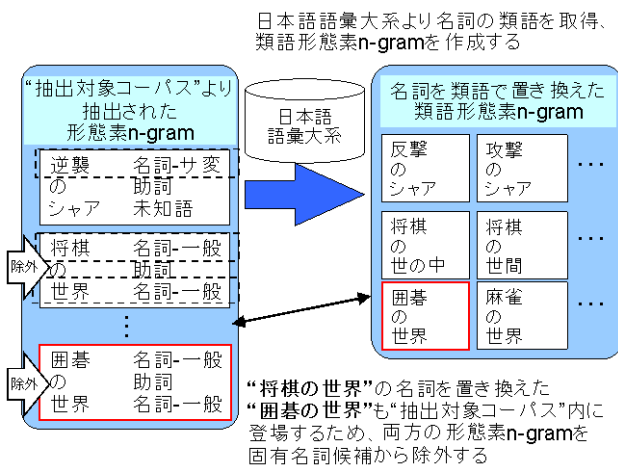 日本語語彙大系より名詞の類語を取得、
類語形態素n-gramを作成する
“抽出対象コーパス”より
抽出された
形態素n-gram
逆襲 名詞-サ変
の 助詞
シャア 未知語
除外
将棋 名詞-一般
の 助詞
世界 名詞-一般
⋮
除外
囲碁 名詞-一般
の 助詞
世界 名詞-一般
日本語
語彙大系
名詞を類語で置き換えた
類語形態素n-gram
反撃
の
シャア
攻撃
の
シャア
…
将棋
の
世の中
将棋
の
世間
…
囲碁
の
世界
麻雀
の
世界
…
“将棋の世界”の名詞を置き換えた
“囲碁の世界”も“抽出対象コーパス”内に
登場するため、両方の形態素n-gramを
固有名詞候補から除外する